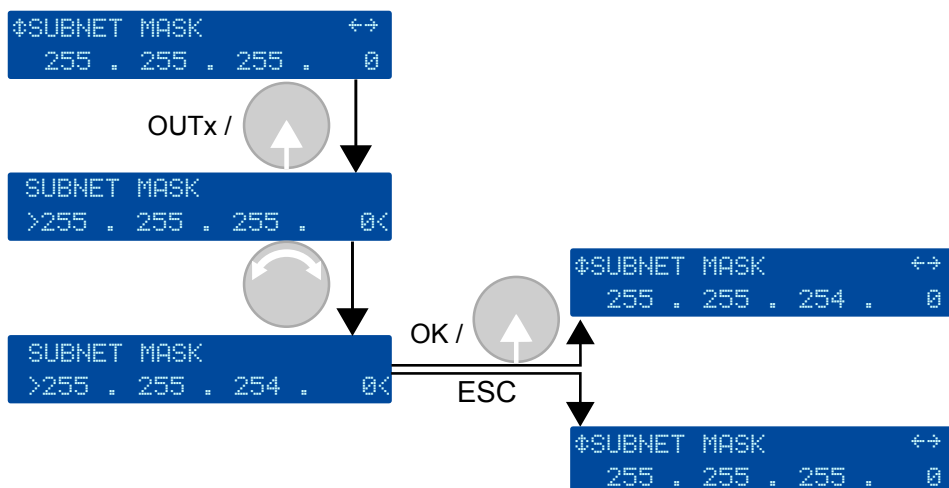 ⇕SUBNET MASK ←→
255 . 255 . 255 . 0
OUTx /
SUBNET MASK
>255 . 255 . 255 . 0<
SUBNET MASK
>255 . 255 . 254 . 0<
OK /
ESC
⇕SUBNET MASK ←→
255 . 255 . 254 . 0
⇕SUBNET MASK ←→
255 . 255 . 255 . 0